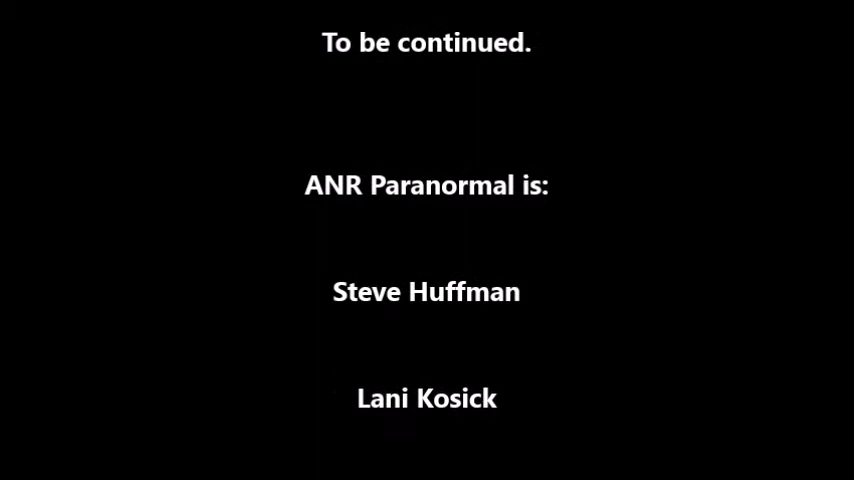 To be continued.
ANR Paranormal is:
Steve Huffman
Lani Kosick